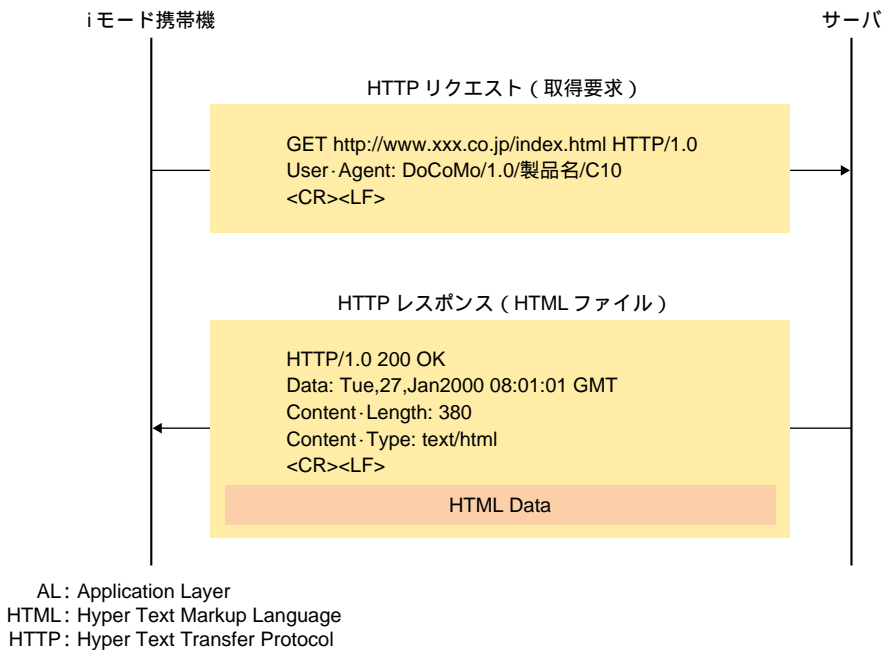 iモード携帯機
サーバ
HTTP リクエスト ( 取得要求 )
GET http://www.xxx.co.jp/index.html HTTP/1.0
User·Agent: DoCoMo/1.0/製品名/C10
<CR><LF>
HTTP レスポンス ( HTML ファイル )
HTTP/1.0 200 OK
Data: Tue,27,Jan2000 08:01:01 GMT
Content·Length: 380
Content·Type: text/html
<CR><LF>
HTML Data
AL: Application Layer
HTML: Hyper Text Markup Language
HTTP: Hyper Text Transfer Protocol